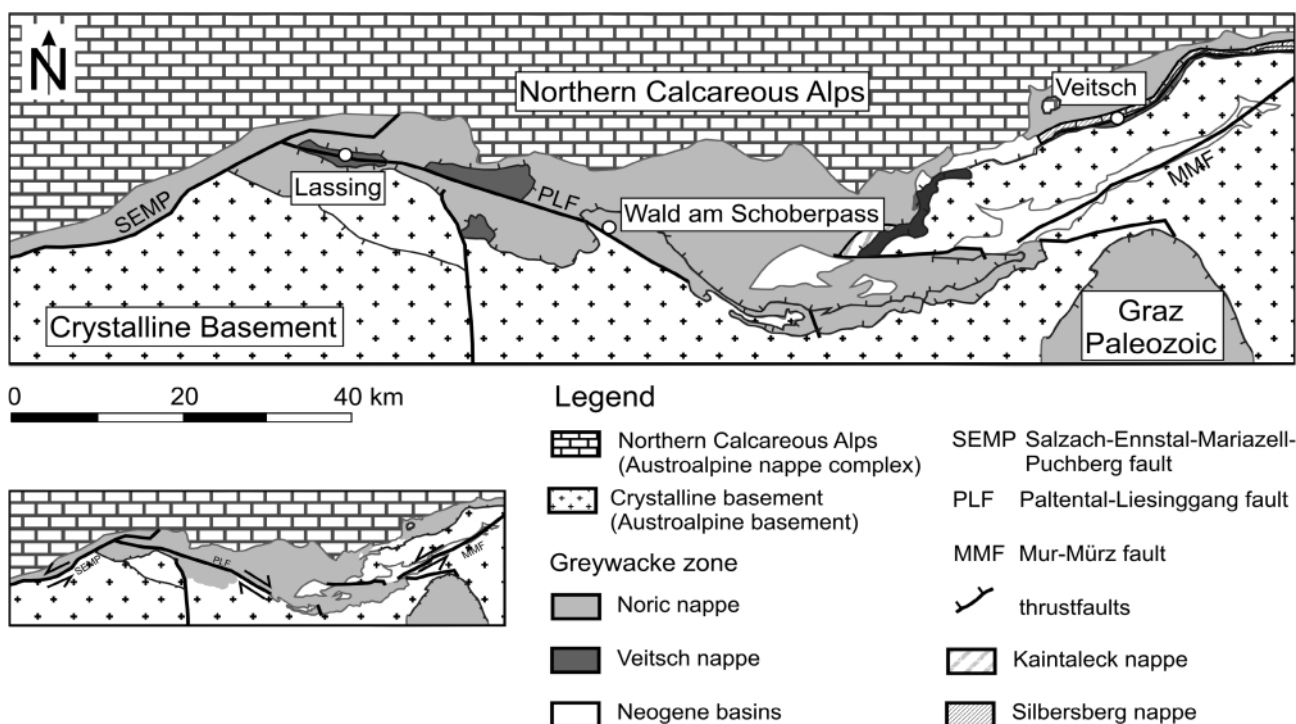 N
Northern Calcareous Alps
Veitsch
SEMP
Lassing
PLF
Wald am Schoberpass
MMF
Crystalline Basement
Graz
Paleozoic
0 20 40 km
Legend
Northern Calcareous Alps
(Austroalpine nappe complex)
Crystalline basement
(Austroalpine basement)
Greywacke zone
Noric nappe
Veitsch nappe
Neogene basins
SEMP Salzach-Ennstal-Mariazell-
Puchberg fault
PLF Paltental-Liesinggang fault
MMF Mur-Mürz fault
thrustfaults
Kaintaleck nappe
Silbersberg nappe
SEMP
PLF
MMF